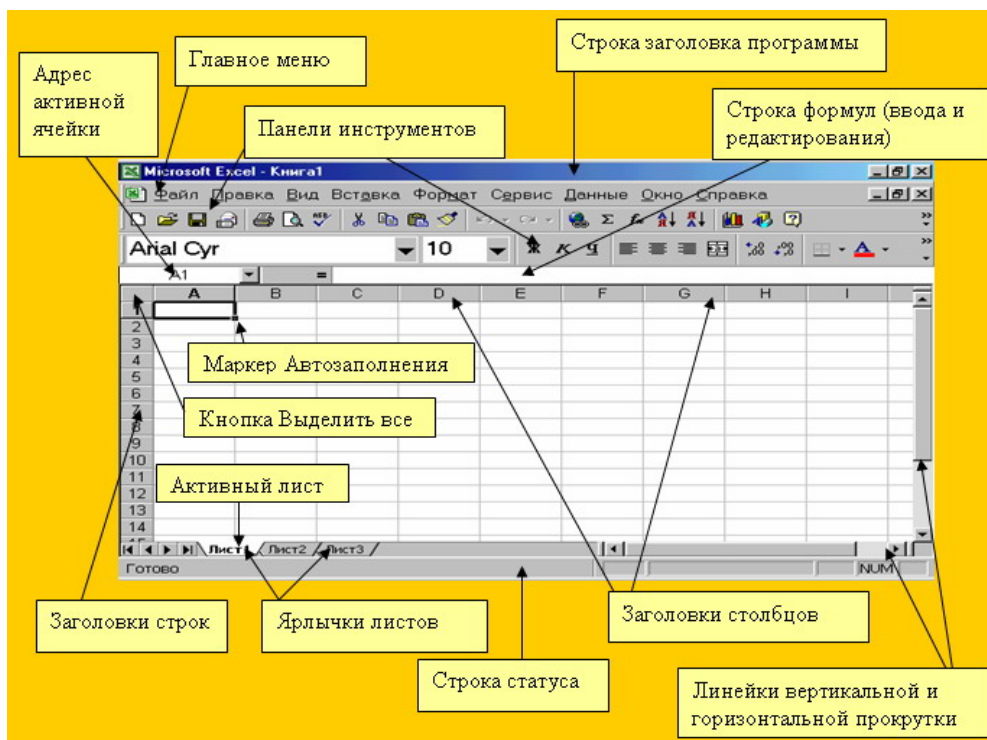 Строка заголовка программы
Главное меню
Адрес
активной
ячейки
Строка формул (ввода и
редактирования)
Панели инструментов
Microsoft Excel - Книга1
Файл Правка Вид Вставка Формат Сервис Данные Окно Справка
Arial Cyr 10 Ж К Ч
A1 =
A B C D E F G H I
1
2
3
4
5
6
7
8
9
10
11
12
13
14
15
Маркер Автозаполнения
Кнопка Выделить все
Активный лист
Лист1 Лист2 Лист3
Готово NUM
Заголовки строк
Ярлычки листов
Заголовки столбцов
Строка статуса
Линейки вертикальной и
горизонтальной прокрутки